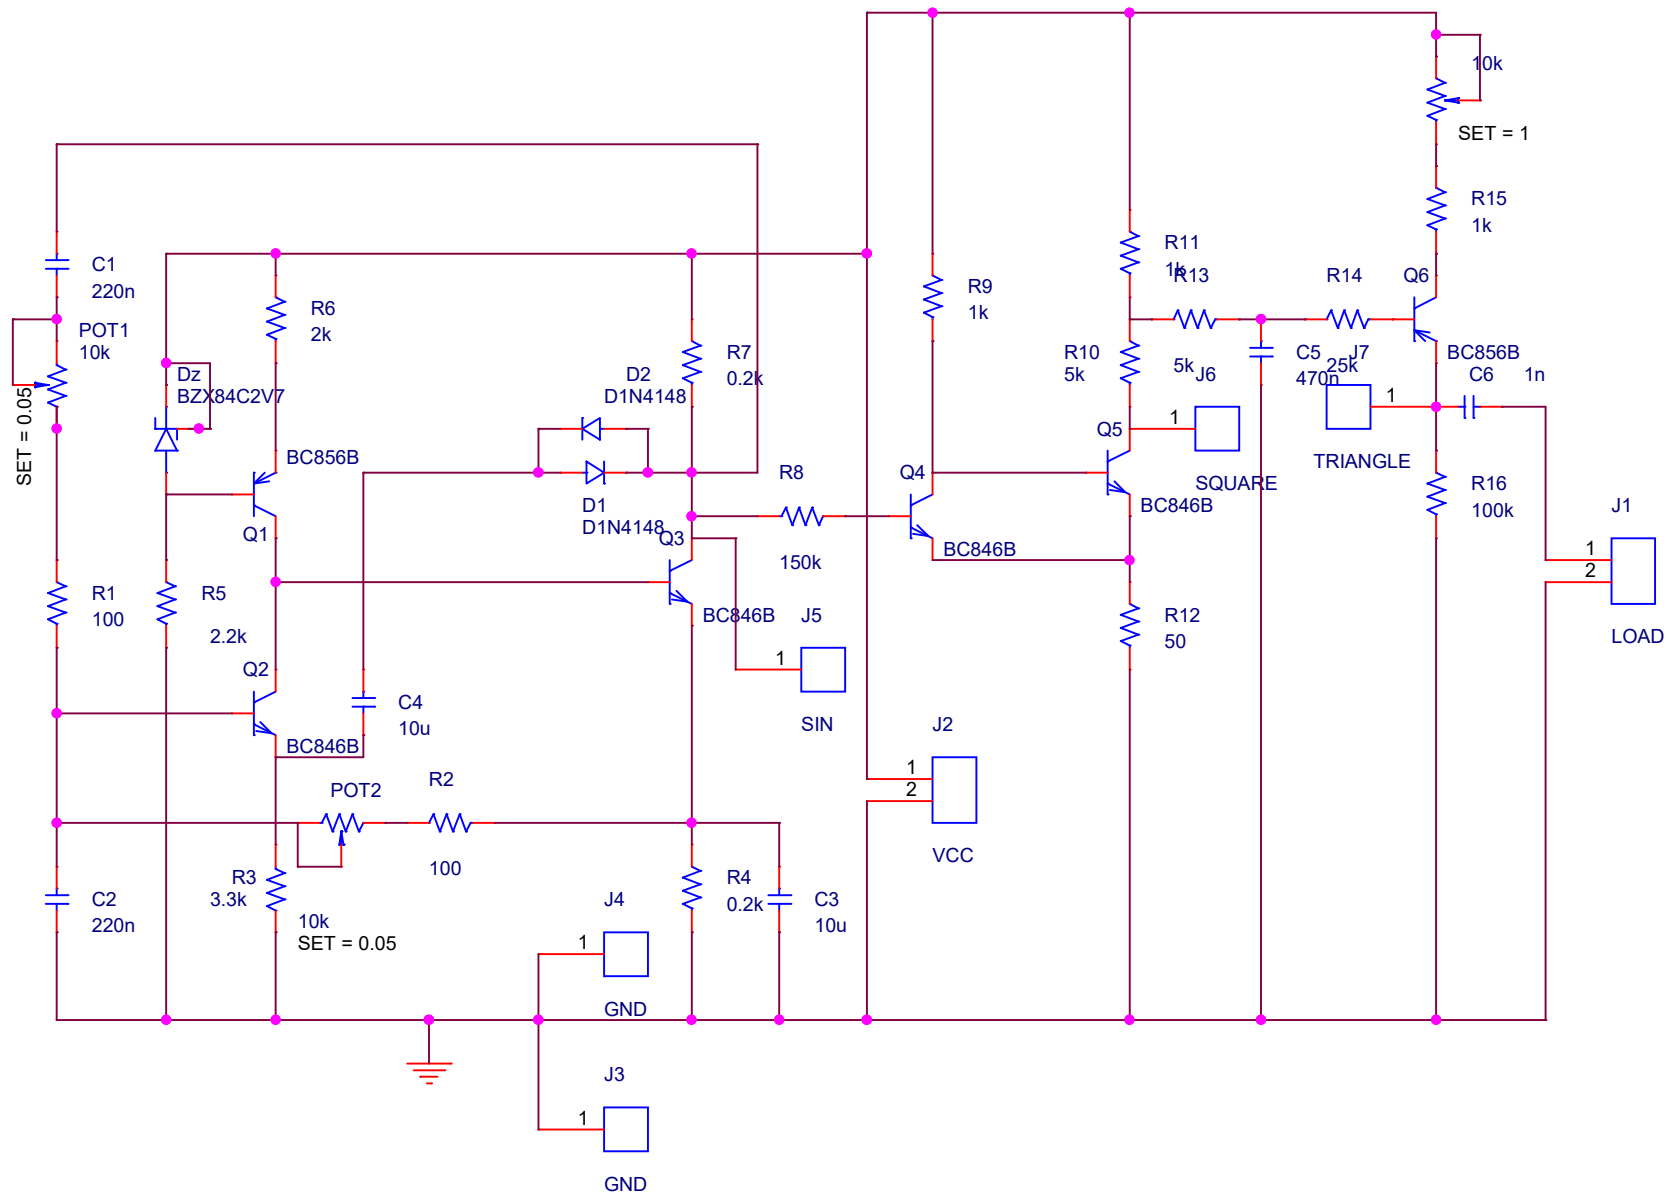 10k
SET = 1
R15
1k
R11
1k
R13
5k
R14
25k
Q6
BC856B
C1
220n
POT1
10k
SET = 0.05
R6
2k
R9
1k
Dz
BZX84C2V7
D2
D1N4148
R7
0.2k
R10
5k
J6
1
SQUARE
C5
470n
J7
1
TRIANGLE
C6
1n
BC856B
Q1
D1
D1N4148
Q3
BC846B
R8
150k
Q4
BC846B
Q5
BC846B
R16
100k
J1
1
2
LOAD
R1
100
R5
2.2k
J5
1
SIN
R12
50
Q2
BC846B
C4
10u
J2
1
2
VCC
POT2
R2
100
R3
3.3k
10k
SET = 0.05
C2
220n
R4
0.2k
C3
10u
J4
1
GND
J3
1
GND